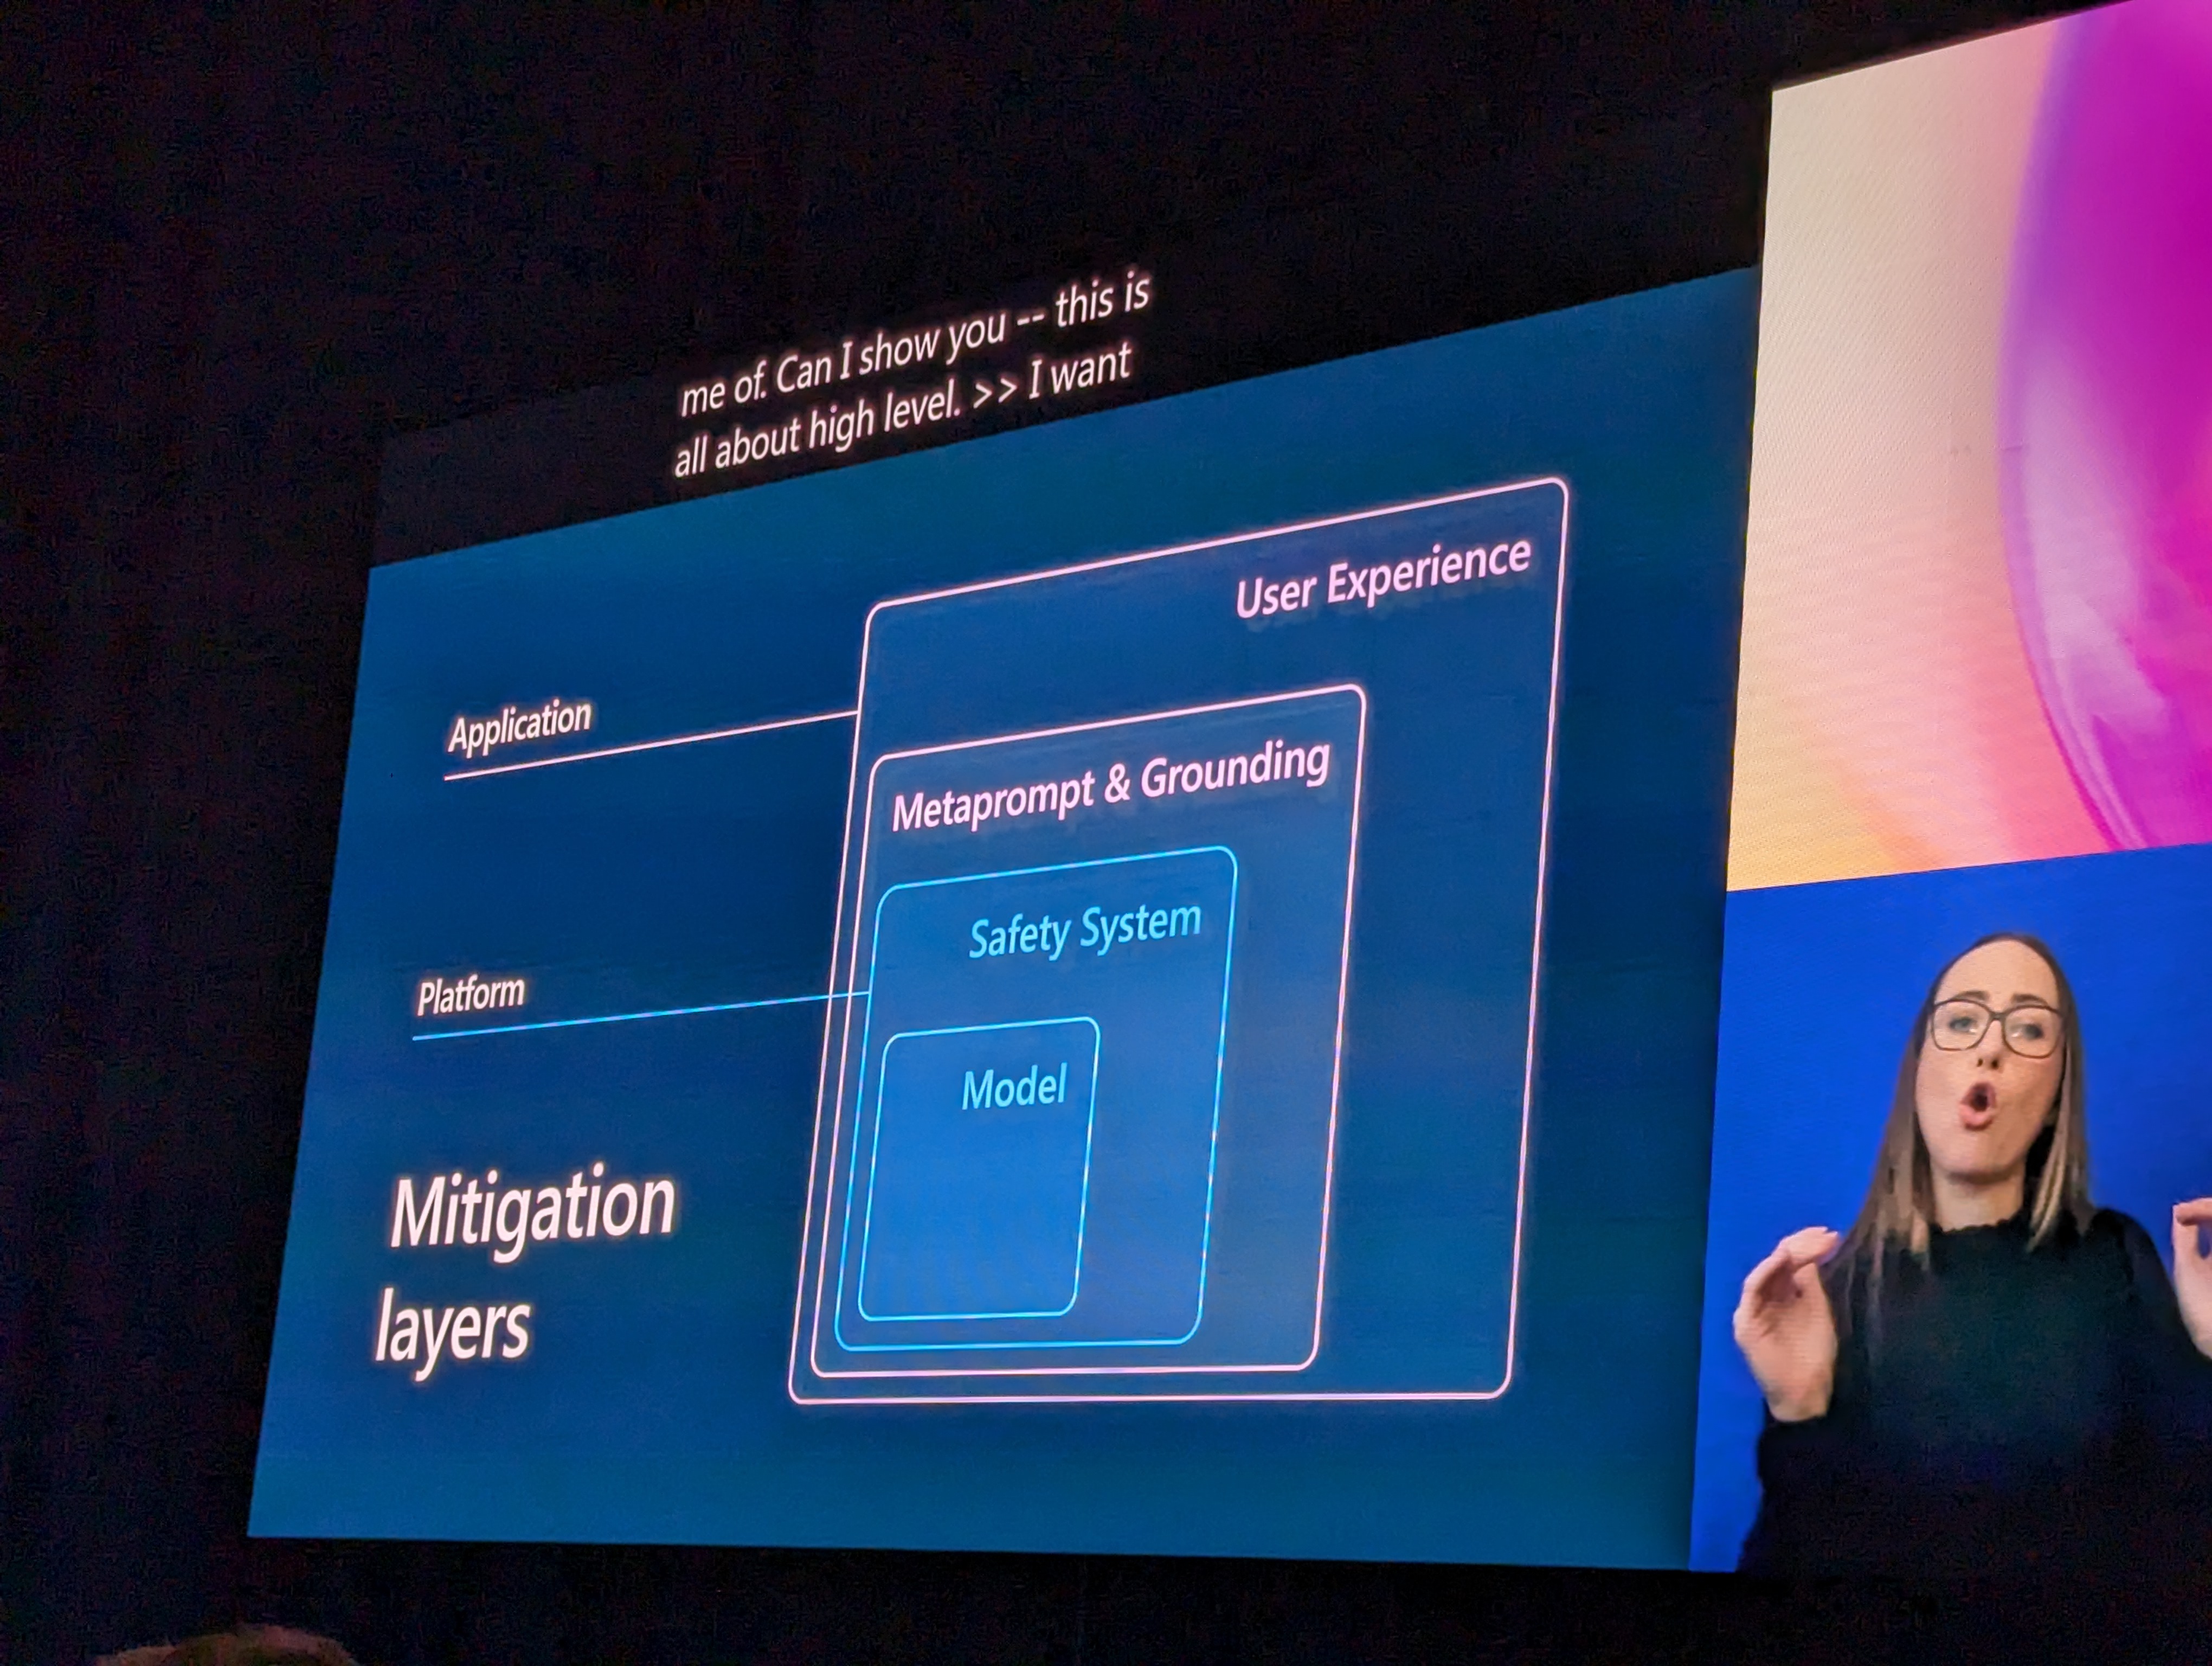 me of. Can I show you -- this is
all about high level. >> I want
User Experience
Application
Metaprompt & Grounding
Safety System
Platform
Model
Mitigation
layers